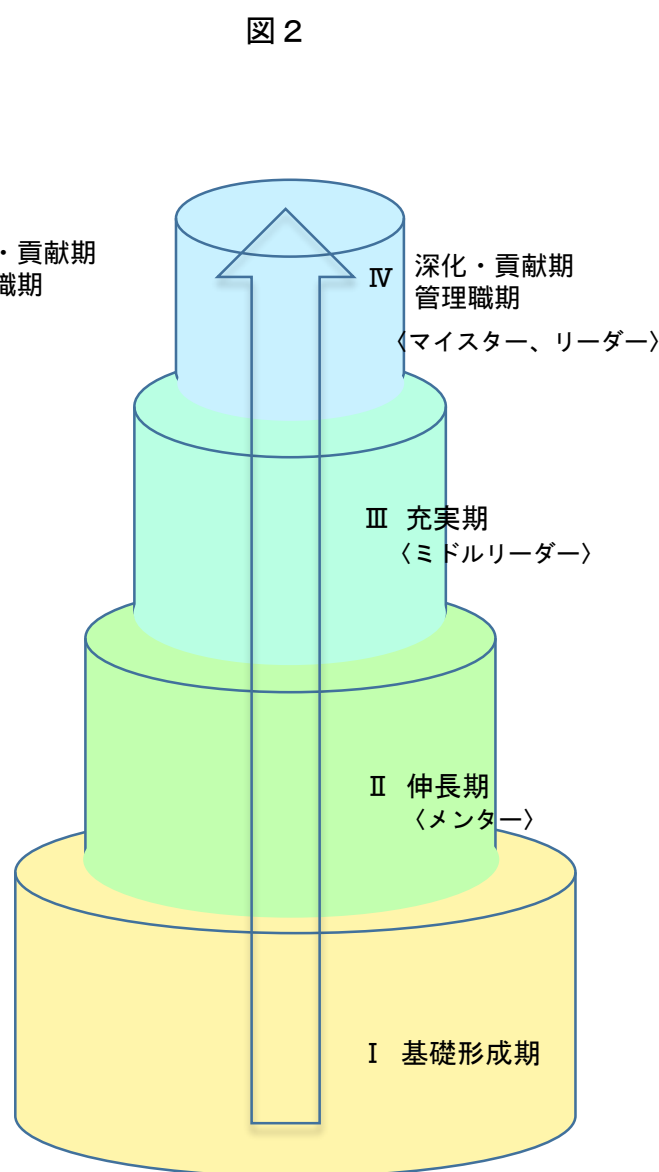 図２
・貢献期
職期
Ⅳ 深化・貢献期
管理職期
〈マイスター、リーダー〉
Ⅲ 充実期
〈ミドルリーダー〉
Ⅱ 伸長期
〈メンター〉
Ⅰ 基礎形成期